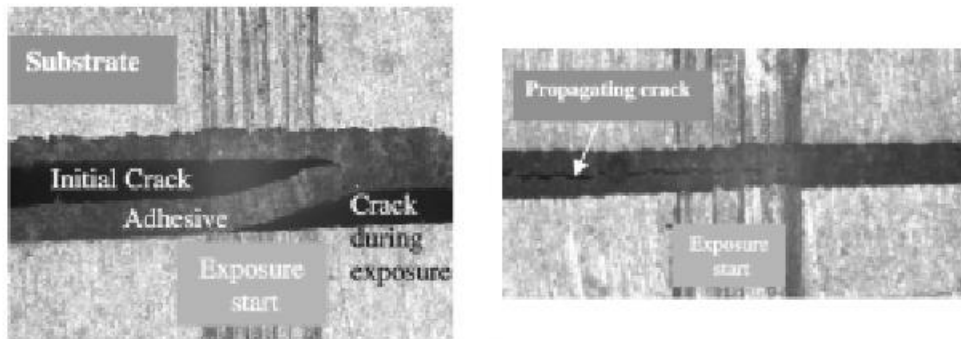 Substrate
Initial Crack
Adhesive
Crack
during
exposure
Exposure
start
Propagating crack
Exposure
start